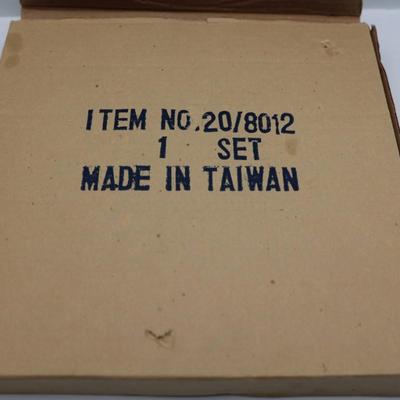 ITEM NO.20/8012
1 SET
MADE IN TAIWAN